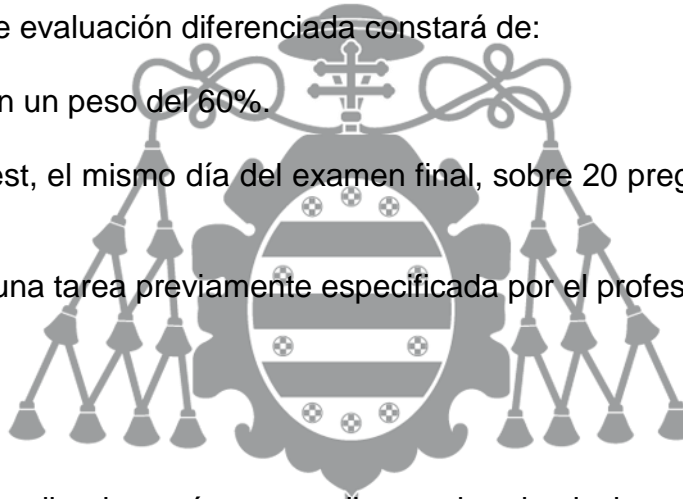 e evaluación diferenciada constará de:
n un peso del 60%.
est, el mismo día del examen final, sobre 20 preg
una tarea previamente especificada por el profes